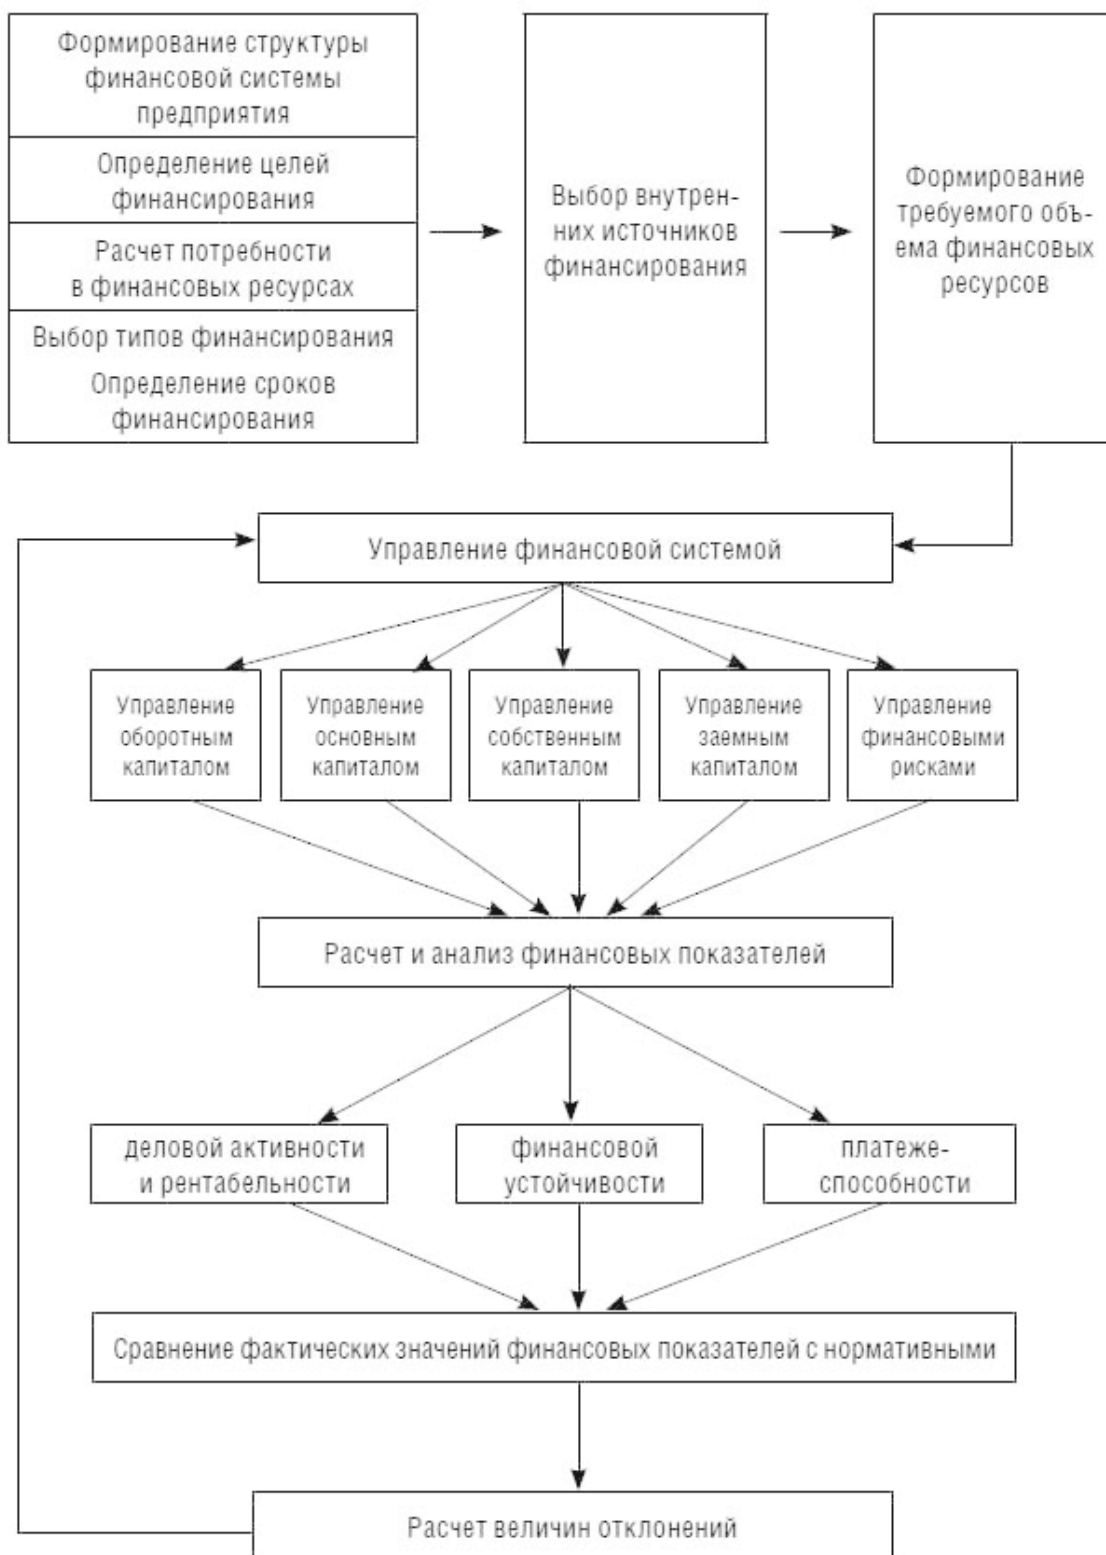 Формирование структуры
финансовой системы
предприятия
Определение целей
финансирования
Расчет потребности
в финансовых ресурсах
Выбор типов финансирования
Определение сроков
финансирования
Выбор внутрен-
них источников
финансирования
Формирование
требуемого объ-
ема финансовых
ресурсов
Управление финансовой системой
Управление
оборотным
капиталом
Управление
основным
капиталом
Управление
собственным
капиталом
Управление
заемным
капиталом
Управление
финансовыми
рисками
Расчет и анализ финансовых показателей
деловой активности
и рентабельности
финансовой
устойчивости
платеже-
способности
Сравнение фактических значений финансовых показателей с нормативными
Расчет величин отклонений